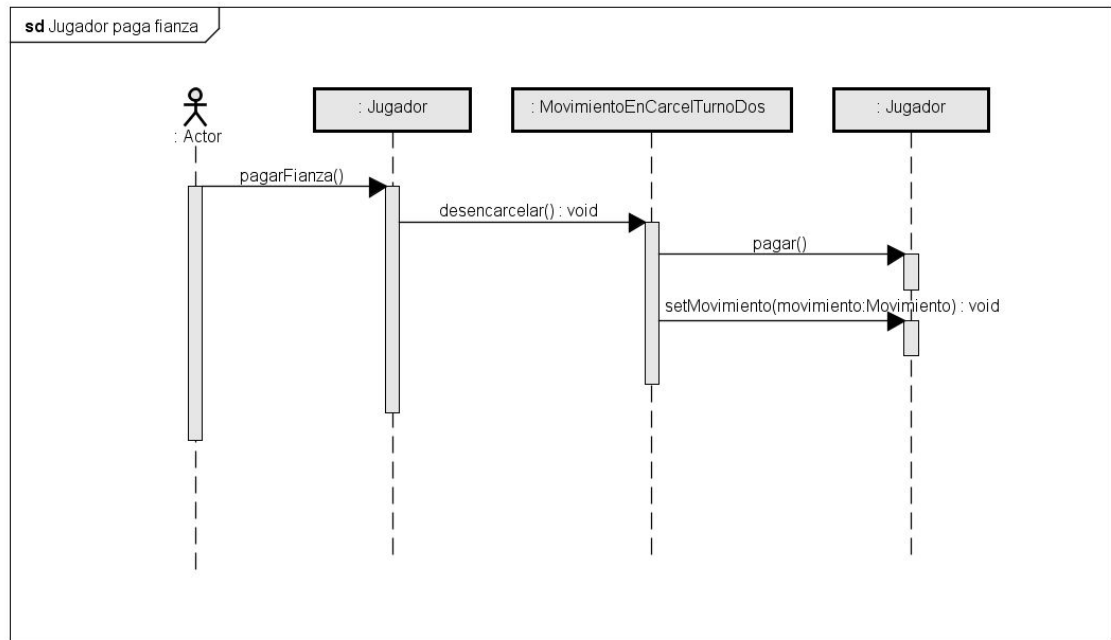 sd Jugador paga fianza
: Actor
: Jugador
: MovimientoEnCarcelTurnoDos
: Jugador
pagarFianza()
desencarcelar() : void
pagar()
setMovimiento(movimiento:Movimiento) : void